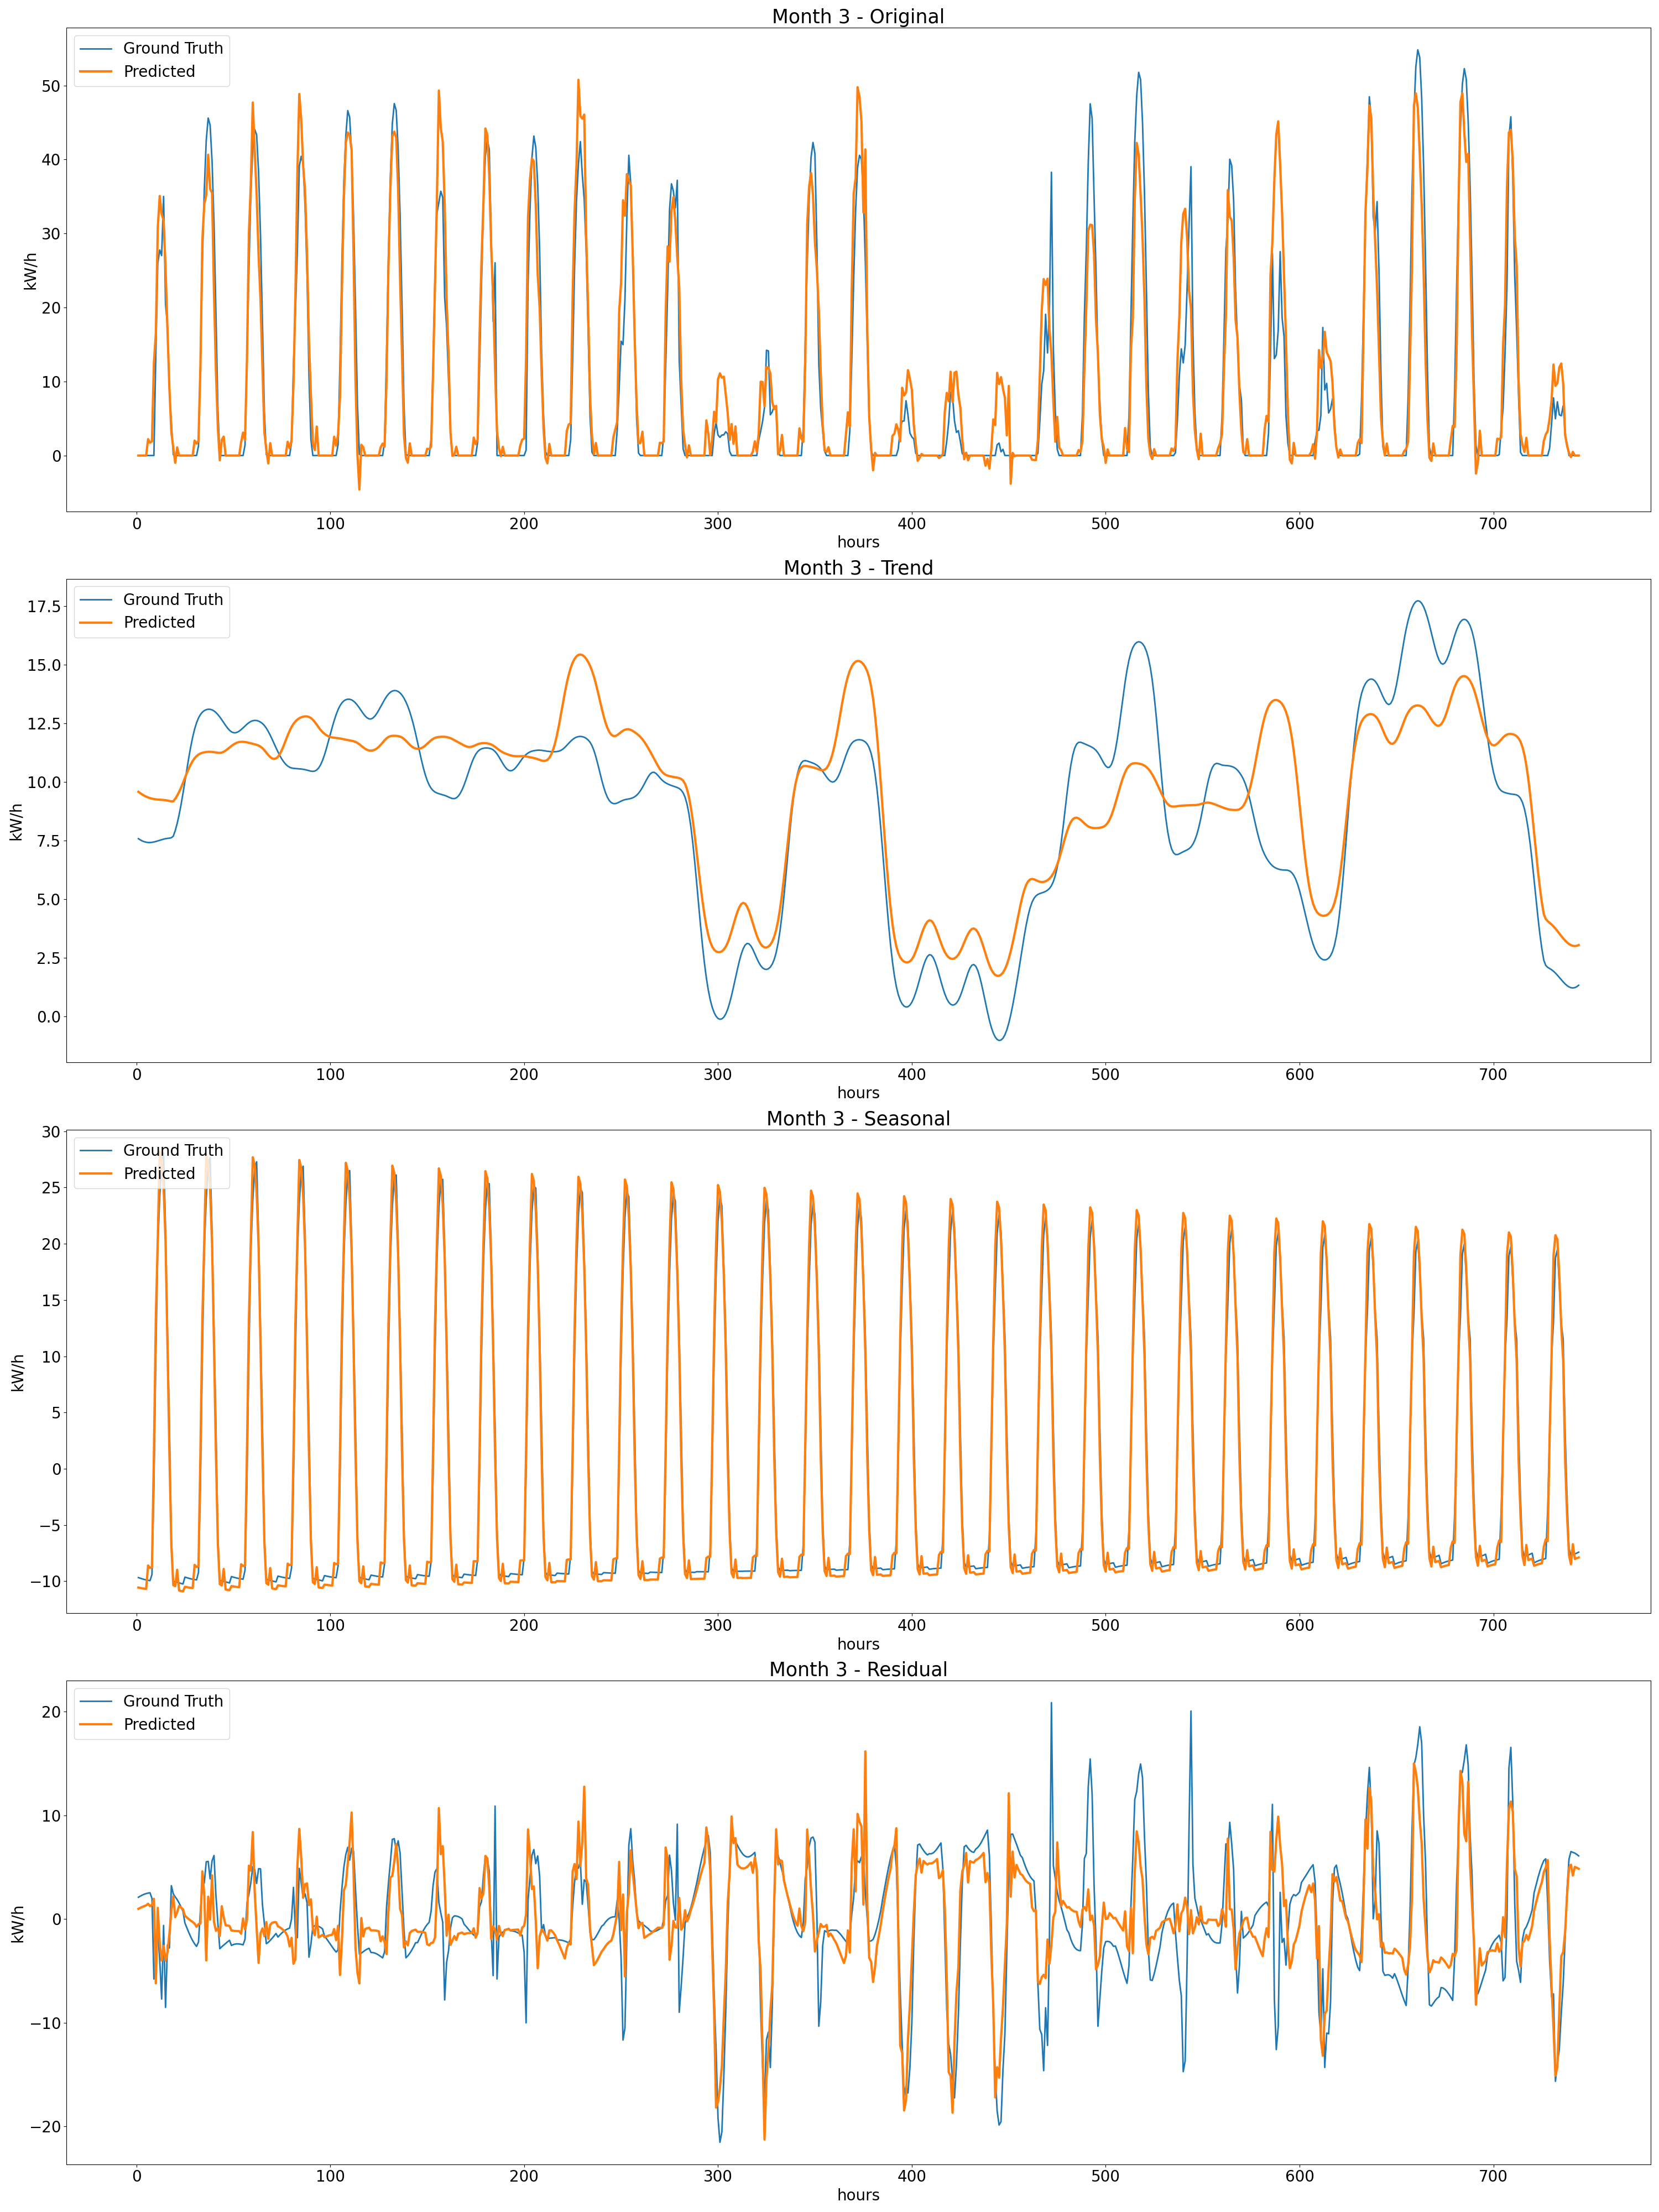 Month 3 - Original
Ground Truth
Predicted
50
40
30
20
10
0
kW/h
0 100 200 300 400 500 600 700
hours
Month 3 - Trend
Ground Truth
Predicted
17.5
15.0
12.5
10.0
7.5
5.0
2.5
0.0
kW/h
0 100 200 300 400 500 600 700
hours
Month 3 - Seasonal
Ground Truth
Predicted
30
25
20
15
10
5
0
−5
−10
kW/h
0 100 200 300 400 500 600 700
hours
Month 3 - Residual
Ground Truth
Predicted
20
10
0
−10
−20
kW/h
0 100 200 300 400 500 600 700
hours